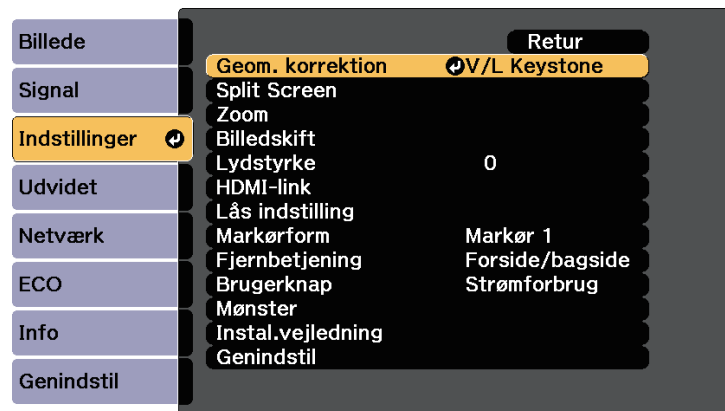 Billede
Signal
Indstillinger
Udvidet
Netværk
ECO
Info
Genindstil
Retur
Geom. korrektion V/L Keystone
Split Screen
Zoom
Billedskift
Lydstyrke 0
HDMI-link
Lås indstilling
Markørform Markør 1
Fjernbetjening Forside/bagside
Brugerknap Strømforbrug
Mønster
Instal.vejledning
Genindstil